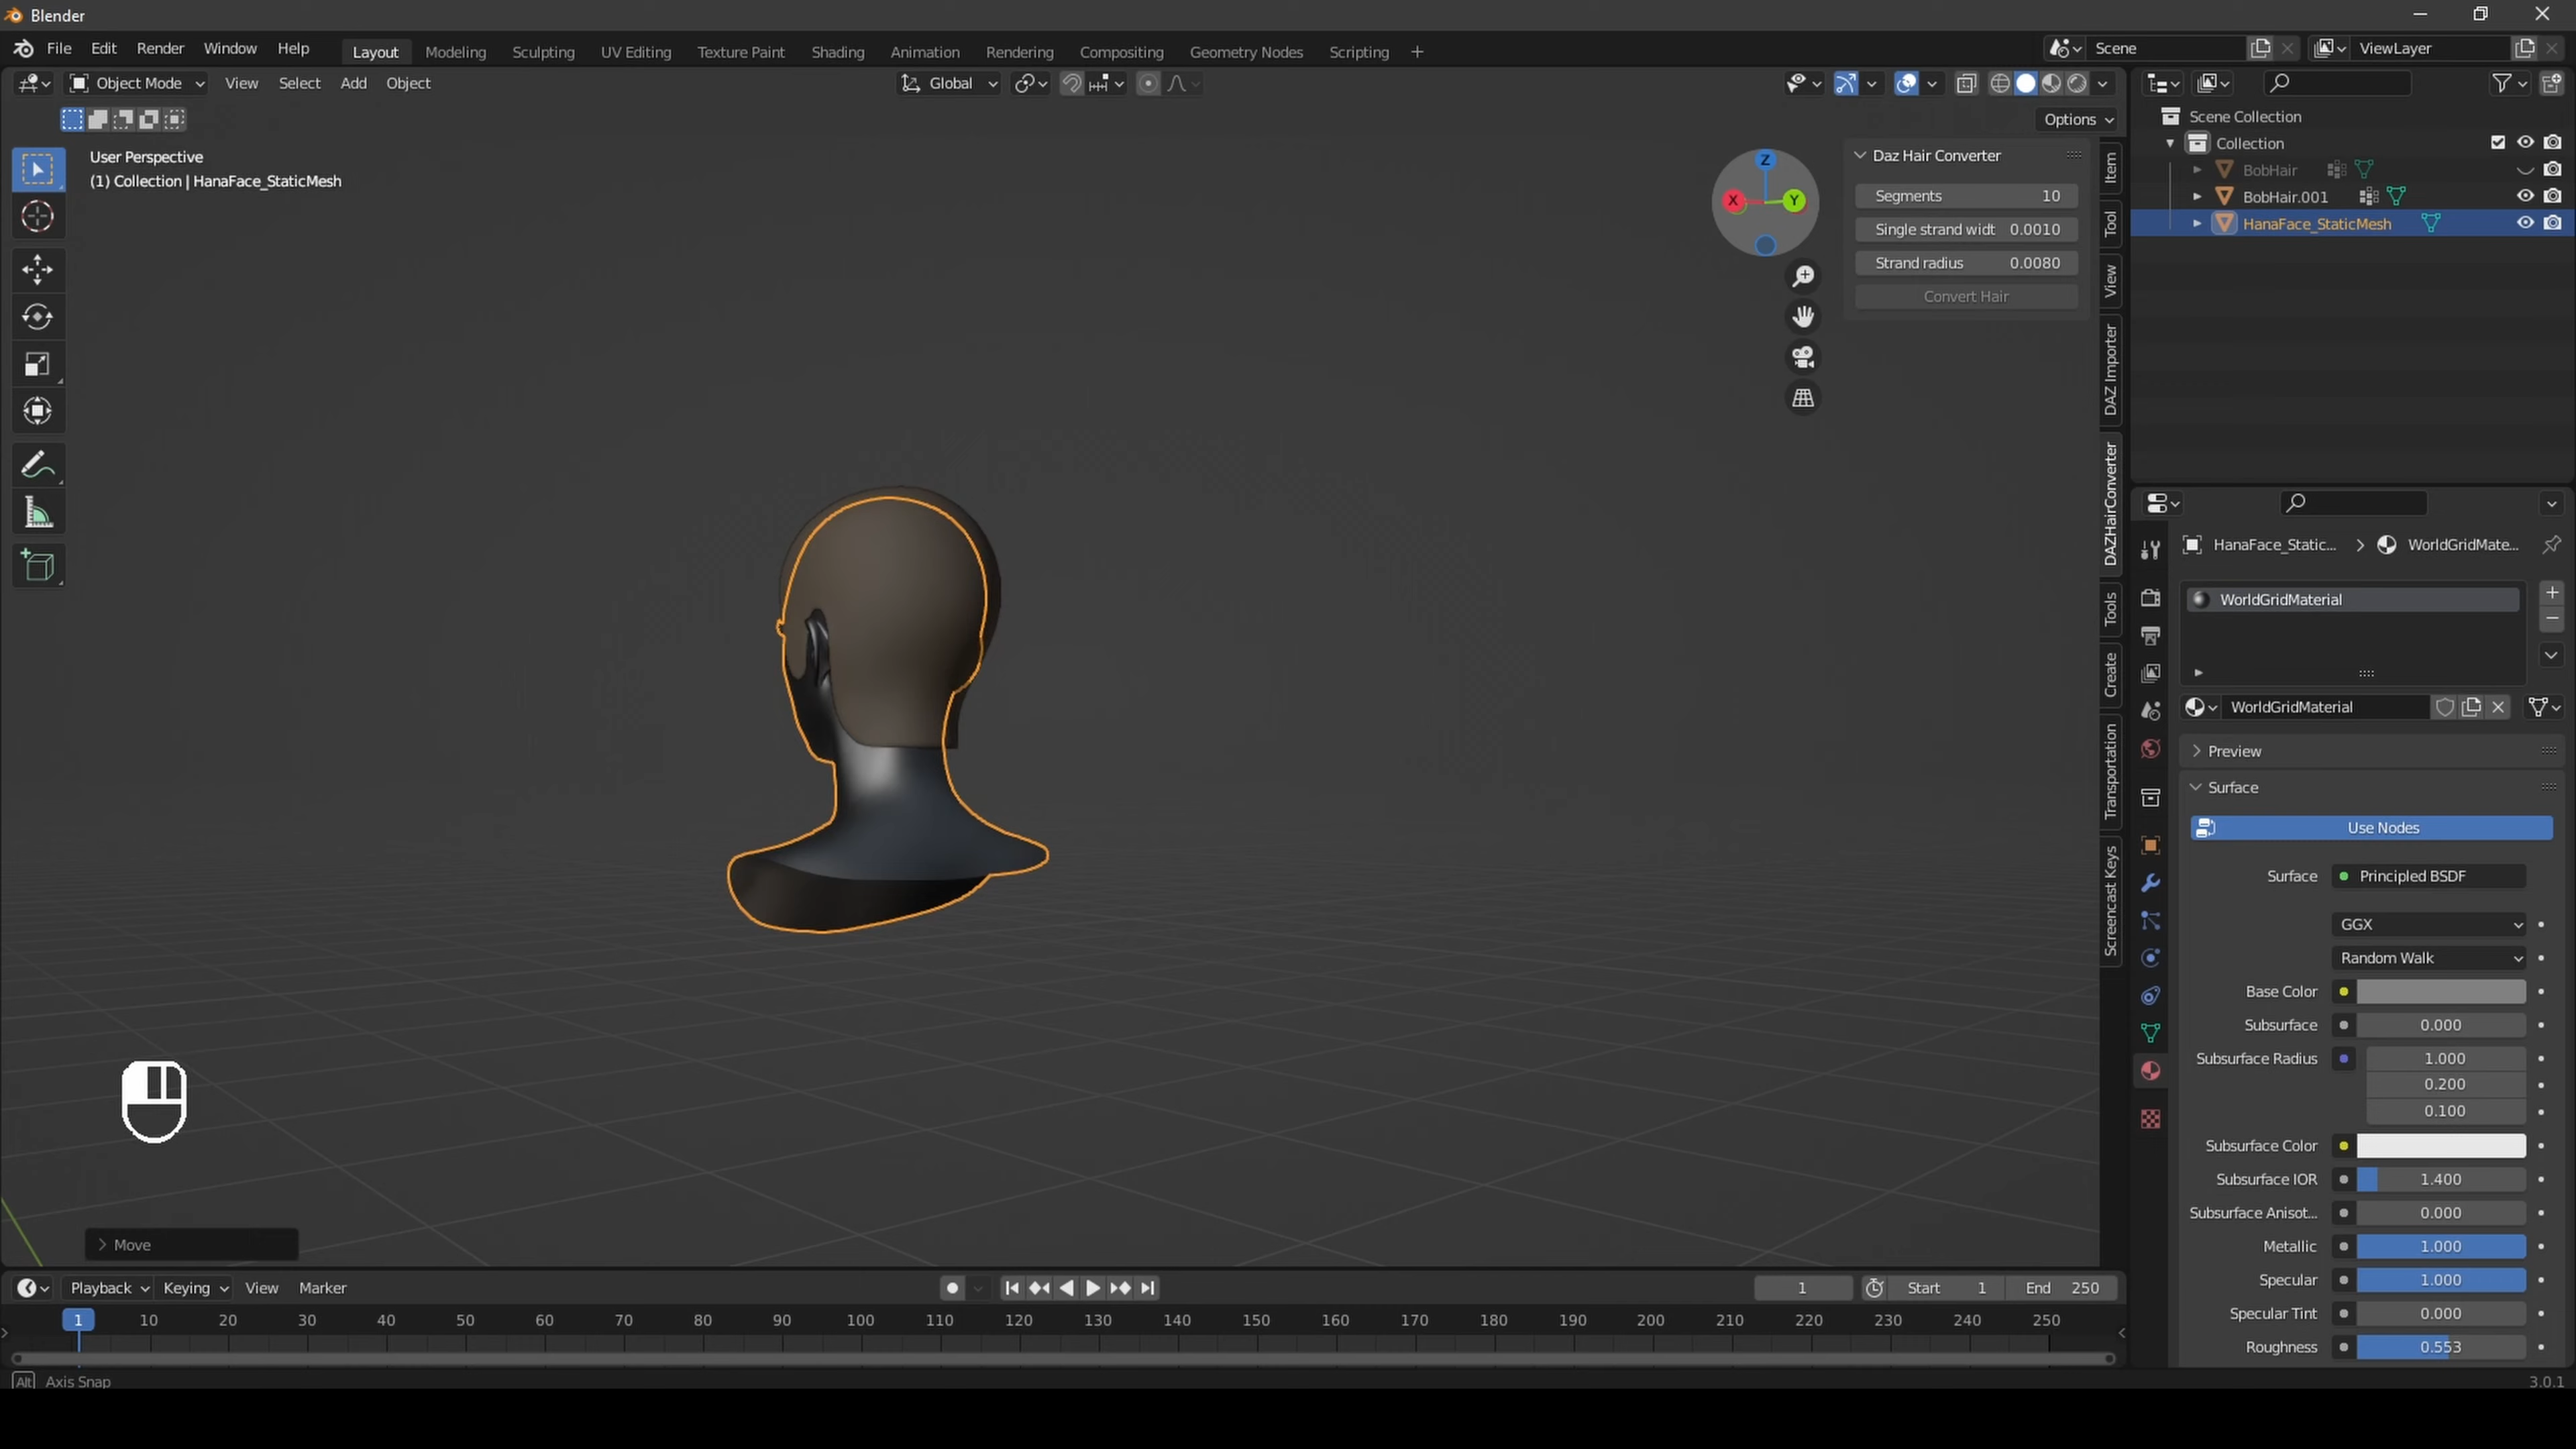 Blender
File Edit Render Window Help
Layout Modeling Sculpting UV Editing Texture Paint Shading Animation Rendering Compositing Geometry Nodes Scripting +
Scene
ViewLayer
Object Mode View Select Add Object
Global
Options
User Perspective
(1) Collection | HanaFace_StaticMesh
Z
X
Y
Daz Hair Converter
Segments 10
Single strand widt 0.0010
Strand radius 0.0080
Convert Hair
Item
Tool
View
DAZ Importer
DAZHairConverter
Tools
Create
Transportation
Screencast Keys
Scene Collection
Collection
BobHair
BobHair.001
HanaFace_StaticMesh
HanaFace_Static... WorldGridMate...
WorldGridMaterial
WorldGridMaterial
Preview
Surface
Use Nodes
Surface Principled BSDF
GGX
Random Walk
Base Color
Subsurface 0.000
Subsurface Radius 1.000
0.200
0.100
Subsurface Color
Subsurface IOR 1.400
Subsurface Anisot... 0.000
Metallic 1.000
Specular 1.000
Specular Tint 0.000
Roughness 0.553
Move
Playback Keying View Marker
1 Start 1 End 250
1 10 20 30 40 50 60 70 80 90 100 110 120 130 140 150 160 170 180 190 200 210 220 230 240 250
Alt Axis Snap
3.0.1